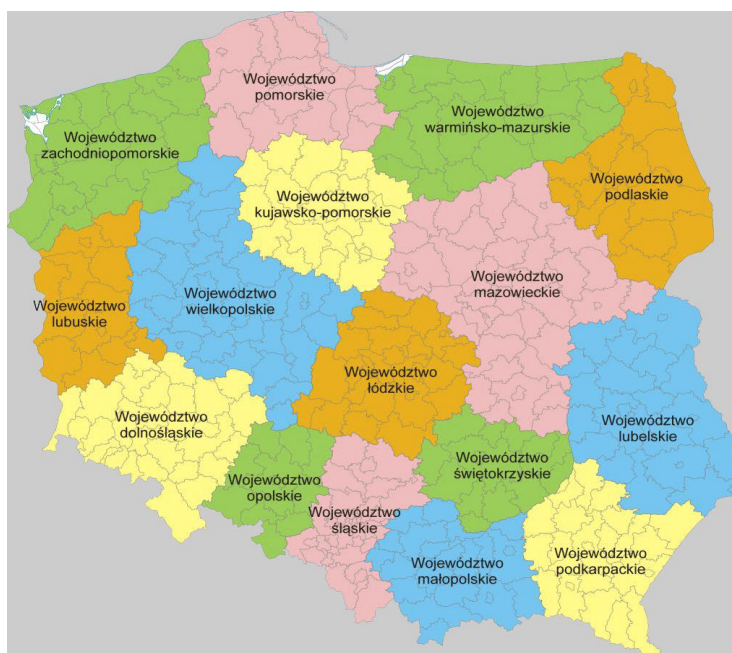 Województwo
pomorskie
Województwo
zachodniopomorskie
Województwo
warmińsko-mazurskie
Województwo
podlaskie
Województwo
kujawsko-pomorskie
Województwo
mazowieckie
Województwo
wielkopolskie
Województwo
lubuskie
Województwo
łódzkie
Województwo
dolnośląskie
Województwo
lubelskie
Województwo
opolskie
Województwo
świętokrzyskie
Województwo
śląskie
Województwo
małopolskie
Województwo
podkarpackie